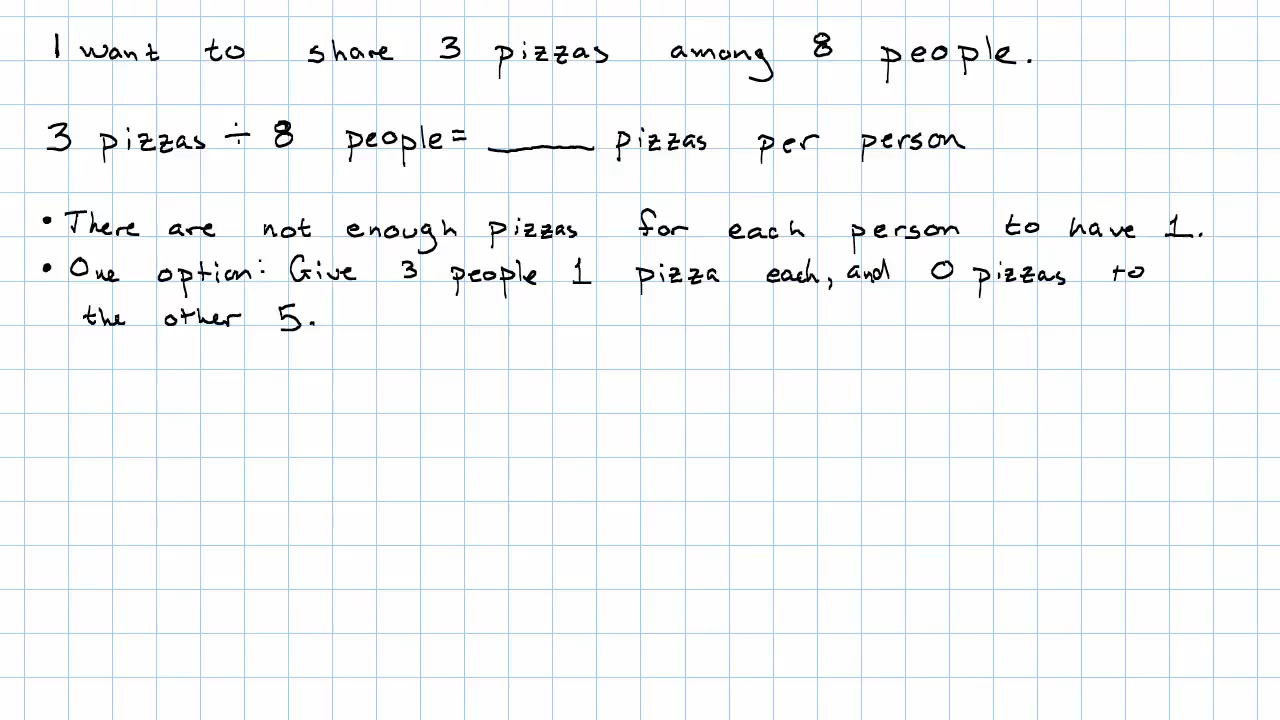 I want to share 3 pizzas among 8 people.
3 pizzas ÷ 8 people = ____ pizzas per person
• There are not enough pizzas for each person to have 1.
• One option: Give 3 people 1 pizza each, and 0 pizzas to
the other 5.